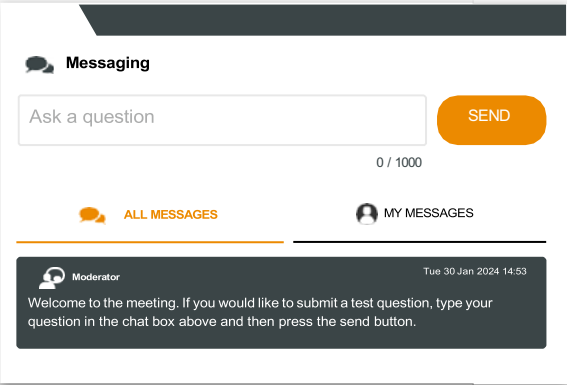 Messaging
Ask a question
SEND
0 / 1000
ALL MESSAGES
MY MESSAGES
Moderator
Tue 30 Jan 2024 14:53
Welcome to the meeting. If you would like to submit a test question, type your
question in the chat box above and then press the send button.